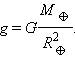 g = G M⊕ / R⊕²